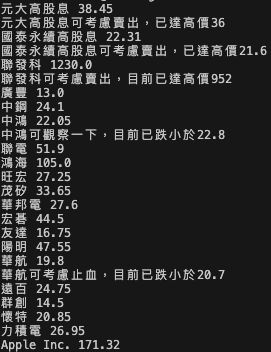 元大高股息 38.45
元大高股息可考慮賣出，已達高價36
國泰永續高股息 22.31
國泰永續高股息可考慮賣出，已達高價21.6
聯發科 1230.0
聯發科可考慮賣出，目前已達高價952
廣豐 13.0
中鋼 24.1
中鴻 22.05
中鴻可觀察一下，目前已跌小於22.8
聯電 51.9
鴻海 105.0
旺宏 27.25
茂矽 33.65
華邦電 27.6
宏碁 44.5
友達 16.75
陽明 47.55
華航 19.8
華航可考慮止血，目前已跌小於20.7
遠百 24.75
群創 14.5
懷特 20.85
力積電 26.95
Apple Inc. 171.32